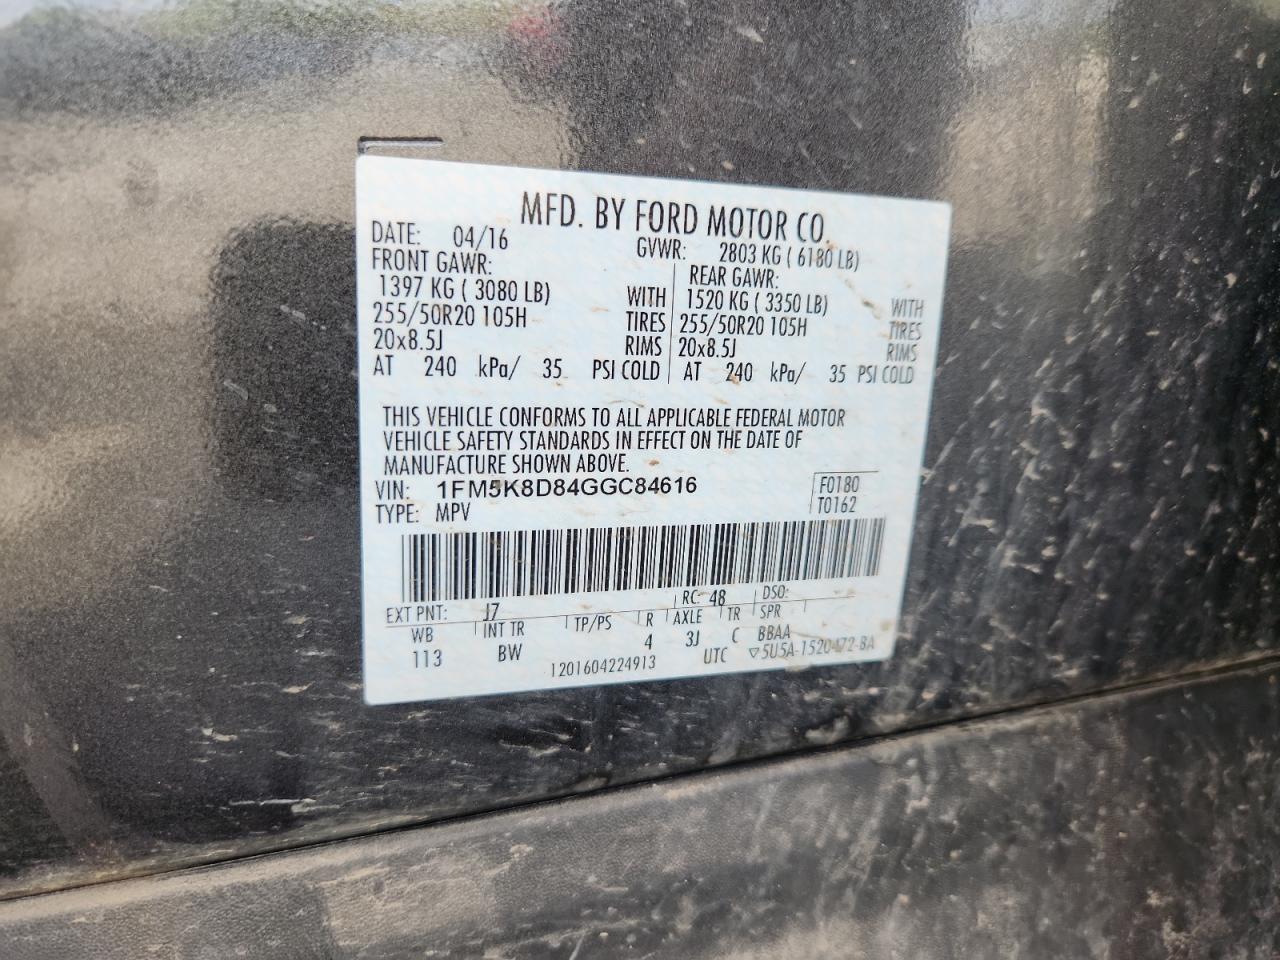 MFD. BY FORD MOTOR CO.
DATE: 04/16 GVWR: 2803 KG ( 6180 LB)
FRONT GAWR: REAR GAWR:
1397 KG ( 3080 LB) WITH 1520 KG ( 3350 LB) WITH
255/50R20 105H TIRES 255/50R20 105H TIRES
20x8.5J RIMS 20x8.5J RIMS
AT 240 kPa/ 35 PSI COLD AT 240 kPa/ 35 PSI COLD
THIS VEHICLE CONFORMS TO ALL APPLICABLE FEDERAL MOTOR
VEHICLE SAFETY STANDARDS IN EFFECT ON THE DATE OF
MANUFACTURE SHOWN ABOVE.
VIN: 1FM5K8D84GGC84616 F0180
TYPE: MPV T0162
EXT PNT: J7 RC: 48 DSO:
WB INT TR TP/PS R AXLE TR SPR
113 BW 4 3J C BBAA
1201604224913 UTC ▽5U5A-1520472-BA